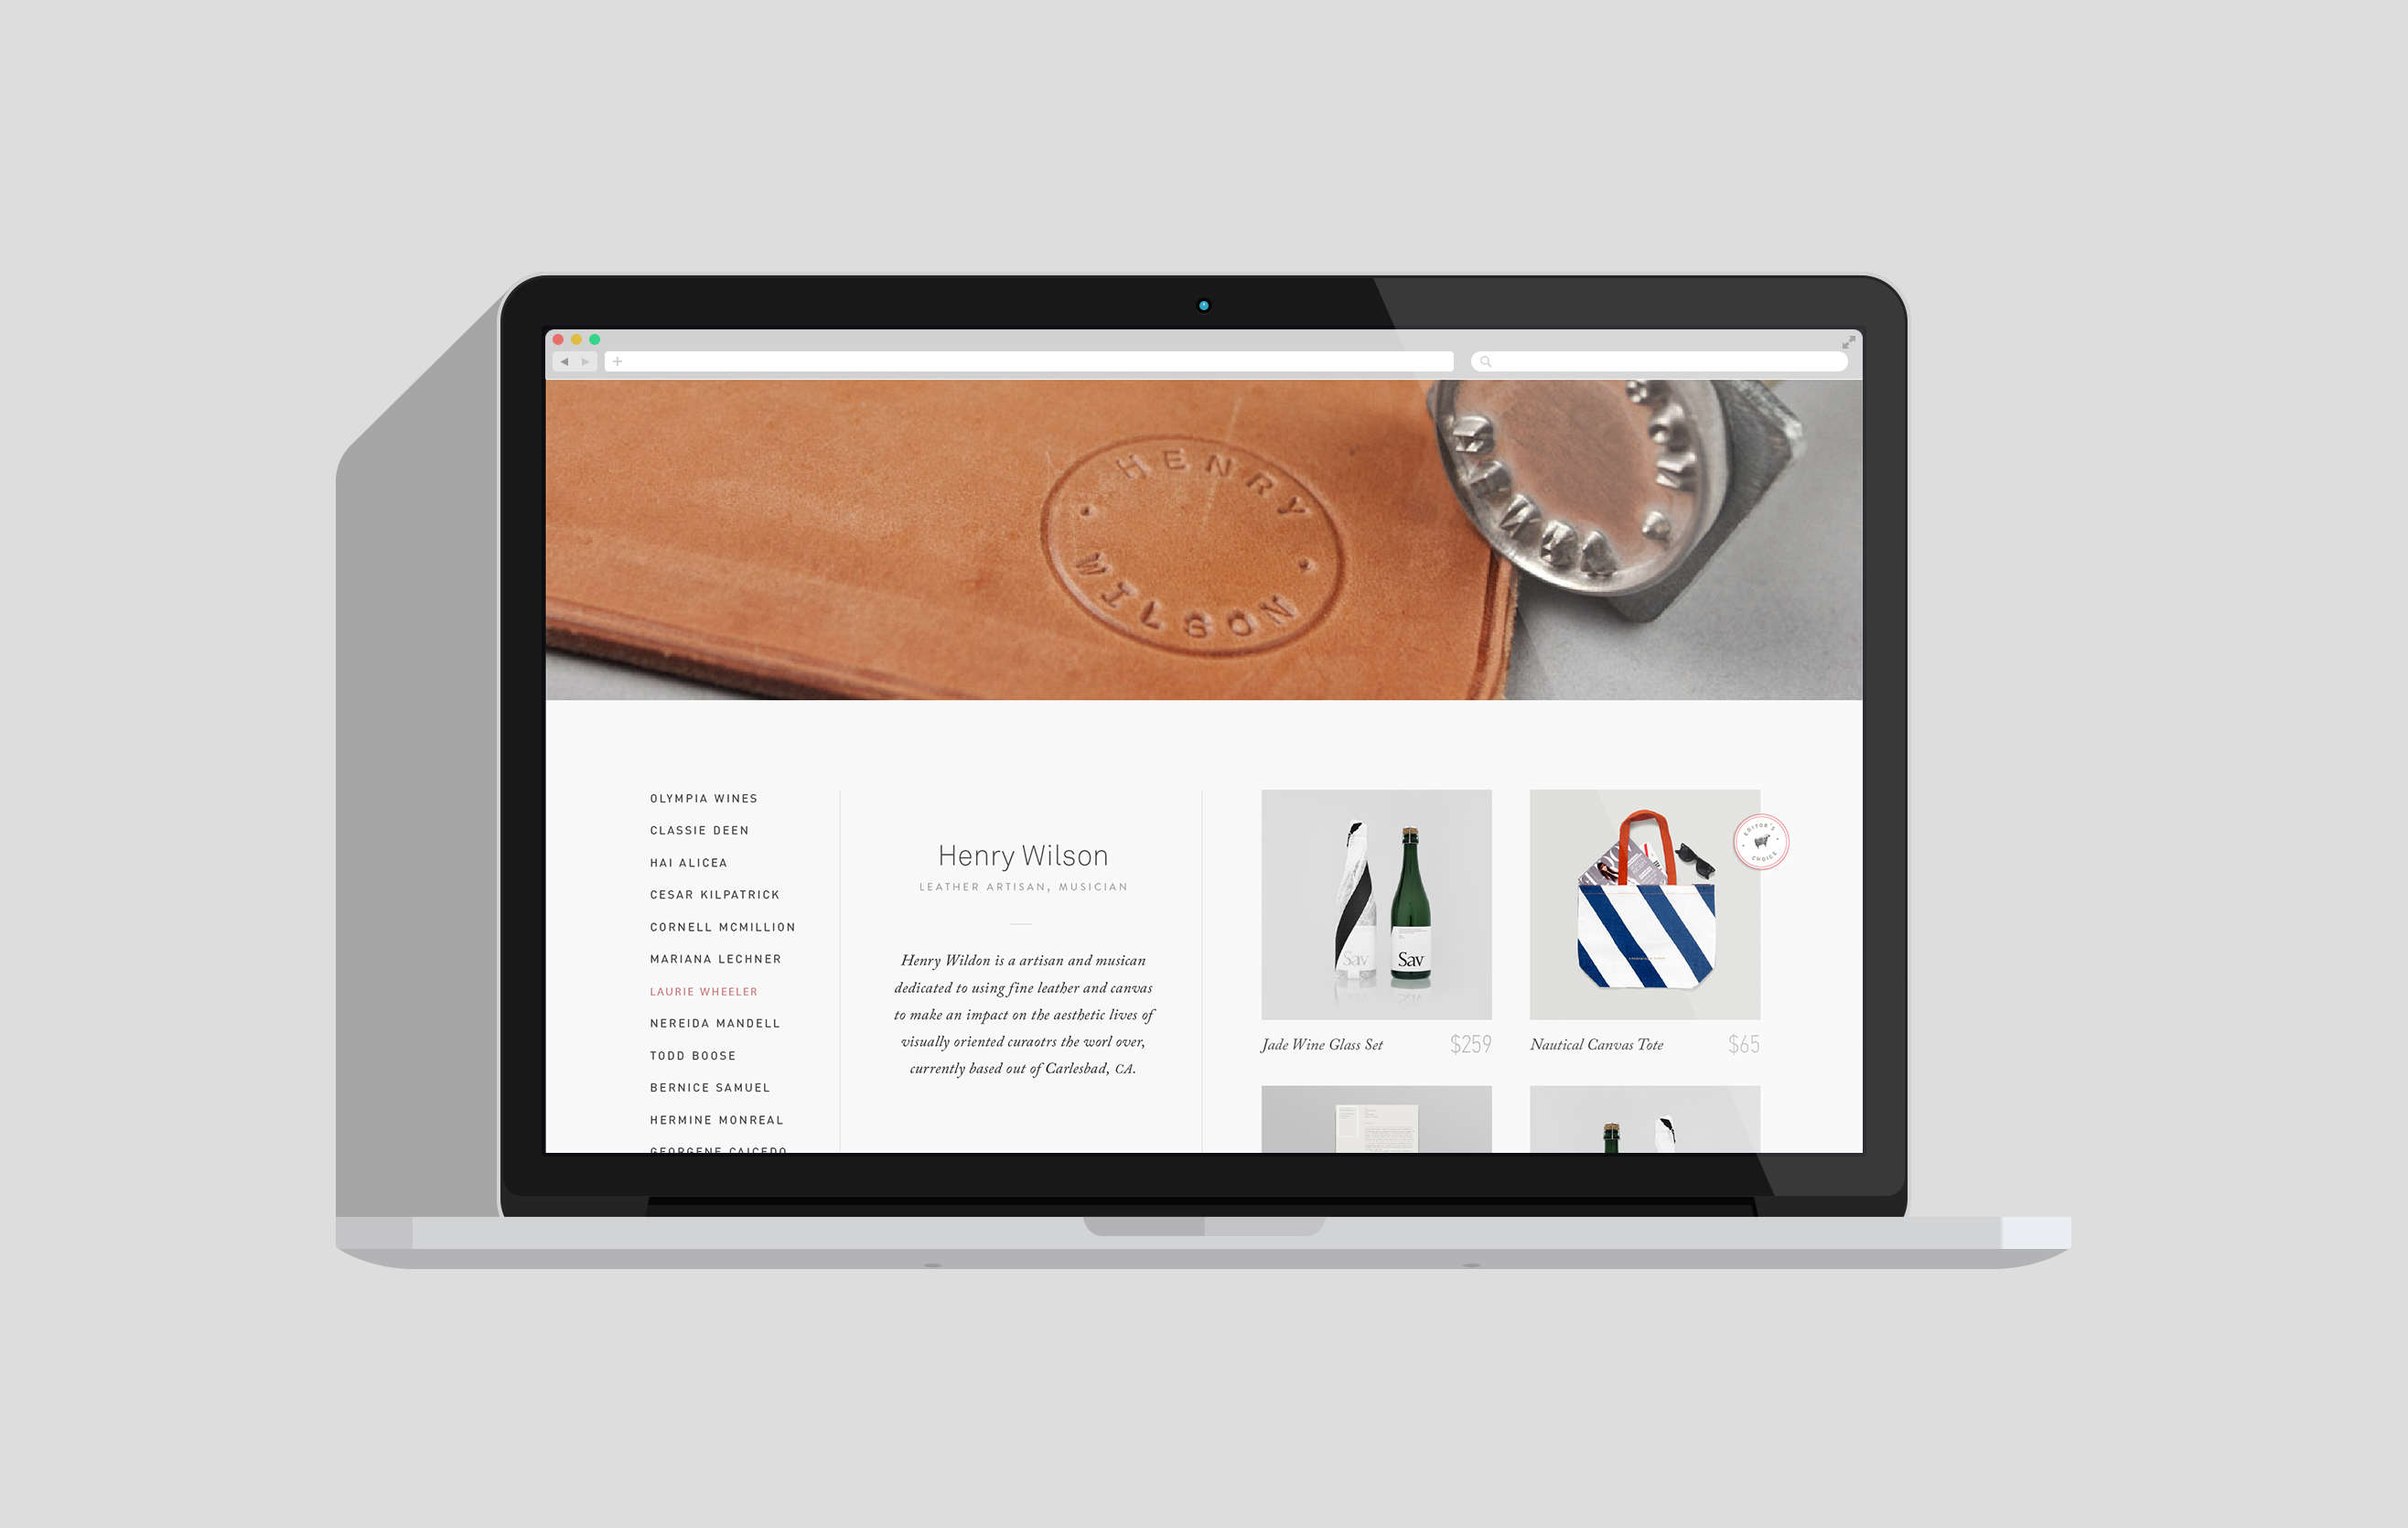 HENRY
WILSON
OLYMPIA WINES
CLASSIE DEEN
HAI ALICEA
CESAR KILPATRICK
CORNELL MCMILLION
MARIANA LECHNER
LAURIE WHEELER
NEREIDA MANDELL
TODD BOOSE
BERNICE SAMUEL
HERMINE MONREAL
GEORGENE CAICEDO
Henry Wilson
LEATHER ARTISAN, MUSICIAN
Henry Wildon is a artisan and musican
dedicated to using fine leather and canvas
to make an impact on the aesthetic lives of
visually oriented curaotrs the worl over,
currently based out of Carlesbad, CA.
Sav
Sav
EDITOR'S
CHOICE
Jade Wine Glass Set
$259
Nautical Canvas Tote
$65